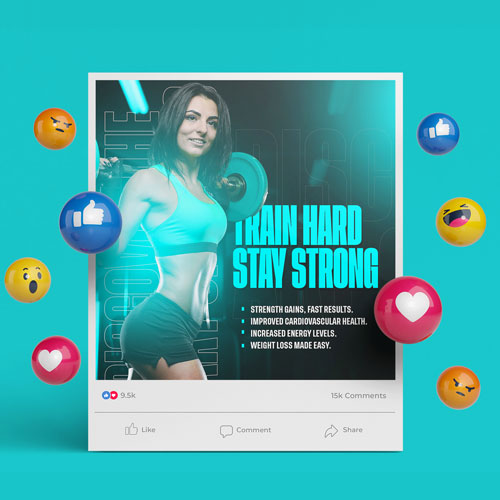 TRAIN HARD
STAY STRONG
STRENGTH GAINS, FAST RESULTS.
IMPROVED CARDIOVASCULAR HEALTH.
INCREASED ENERGY LEVELS.
WEIGHT LOSS MADE EASY.
9.5k 15k Comments
Like Comment Share